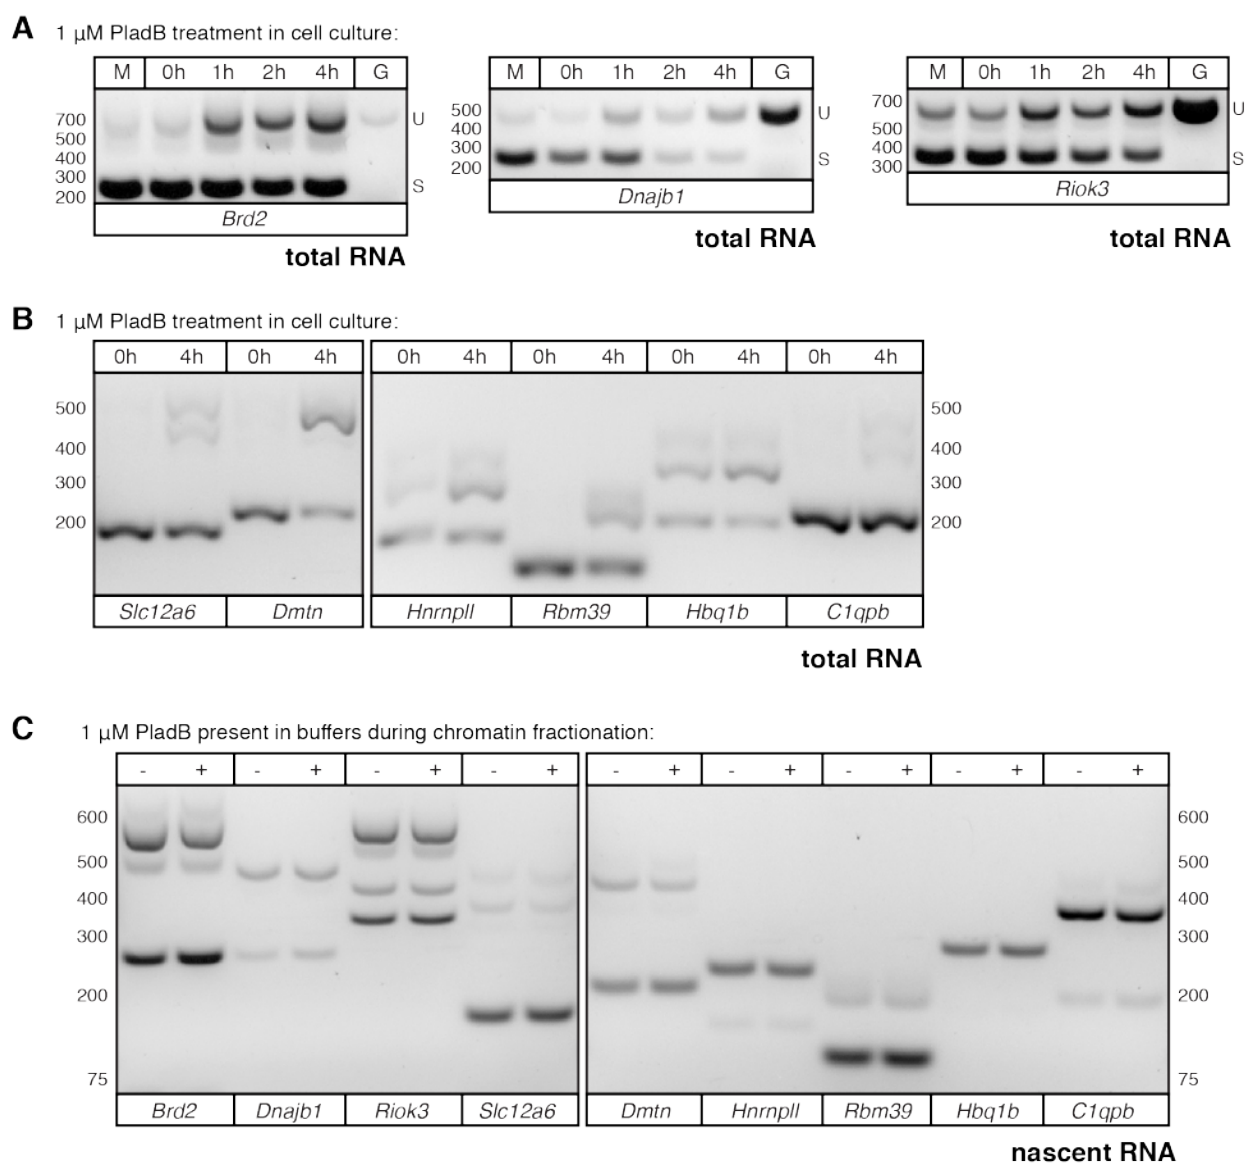 A 1 µM PladB treatment in cell culture:
M 0h 1h 2h 4h G
700
500
400
300
200
U
S
Brd2
total RNA
M 0h 1h 2h 4h G
500
400
300
200
U
S
Dnajb1
total RNA
M 0h 1h 2h 4h G
700
500
400
300
U
S
Riok3
total RNA
B 1 µM PladB treatment in cell culture:
0h 4h 0h 4h 0h 4h 0h 4h 0h 4h 0h 4h
500 500
400 400
300 300
200 200
Slc12a6 Dmtn Hnrnpll Rbm39 Hbq1b C1qpb
total RNA
C 1 µM PladB present in buffers during chromatin fractionation:
- + - + - + - + - + - + - + - + - +
600 600
500 500
400 400
300 300
200 200
75 75
Brd2 Dnajb1 Riok3 Slc12a6 Dmtn Hnrnpll Rbm39 Hbq1b C1qpb
nascent RNA